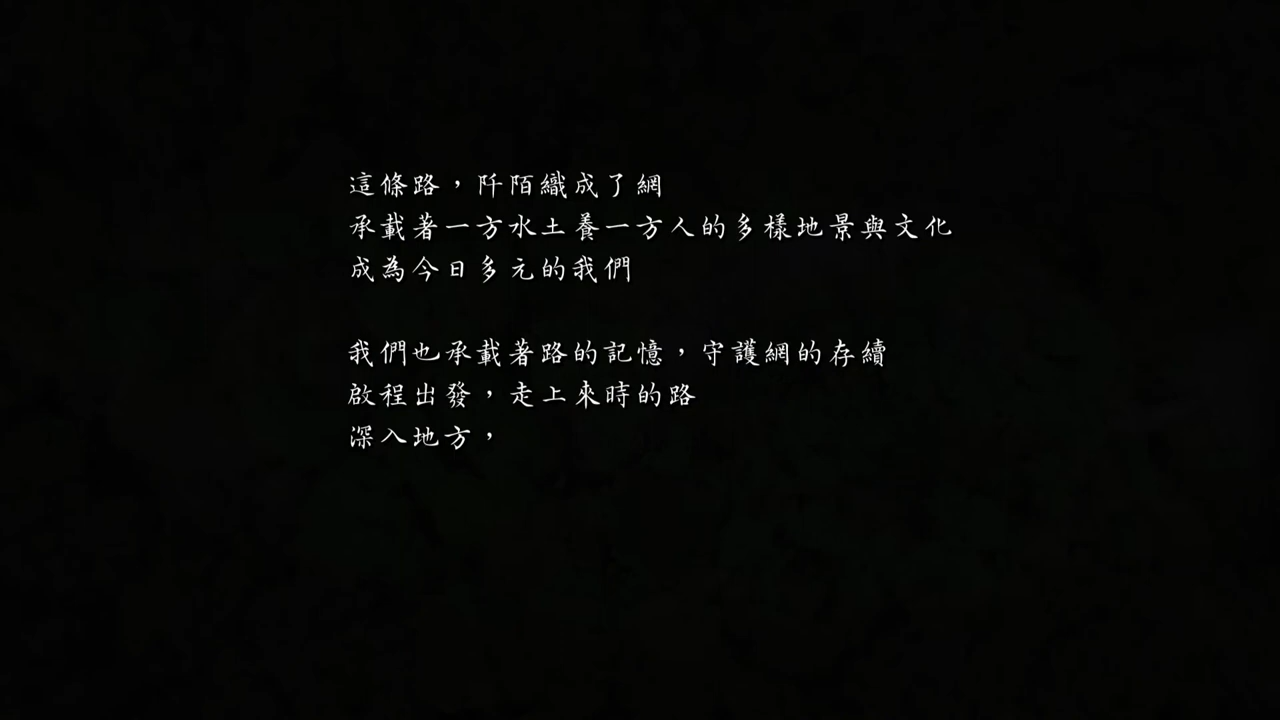 這條路，阡陌織成了網
承載著一方水土養一方人的多樣地景與文化
成為今日多元的我們
我們也承載著路的記憶，守護網的存續
啟程出發，走上來時的路
深入地方，